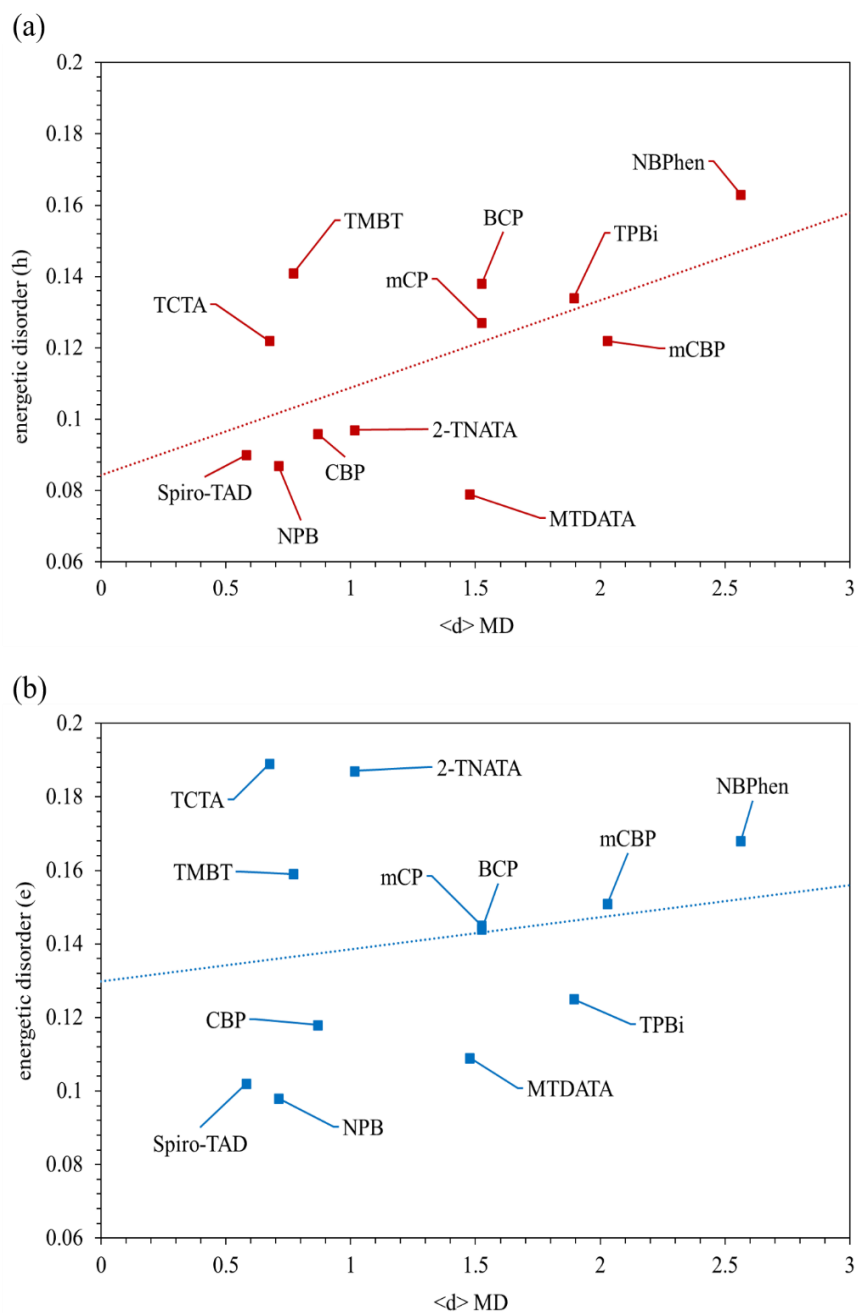 (a)
0.2
0.18
0.16
0.14
0.12
0.1
0.08
0.06
energetic disorder (h)
NBPhen
TMBT
BCP
TPBi
mCP
TCTA
mCBP
2-TNATA
CBP
Spiro-TAD
NPB
MTDATA
0 0.5 1 1.5 2 2.5 3
<d> MD
(b)
0.2
0.18
0.16
0.14
0.12
0.1
0.08
0.06
energetic disorder (e)
2-TNATA
TCTA
NBPhen
mCBP
TMBT
mCP
BCP
CBP
TPBi
MTDATA
NPB
Spiro-TAD
0 0.5 1 1.5 2 2.5 3
<d> MD